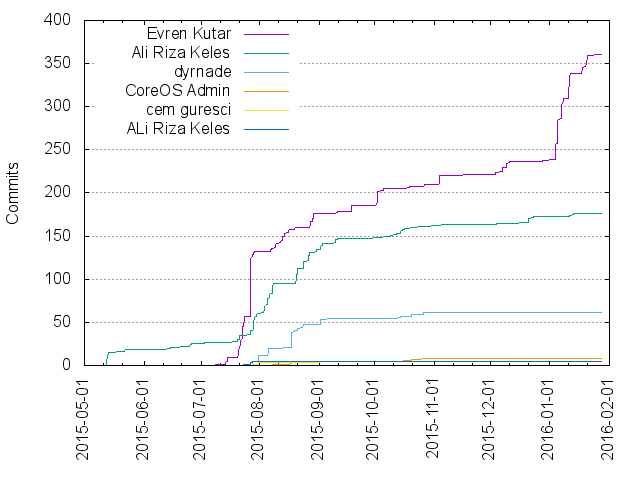 400
350
300
250
200
150
100
50
0
Commits
Evren Kutar
Ali Riza Keles
dyrnade
CoreOS Admin
cem guresci
ALi Riza Keles
2015-05-01
2015-06-01
2015-07-01
2015-08-01
2015-09-01
2015-10-01
2015-11-01
2015-12-01
2016-01-01
2016-02-01